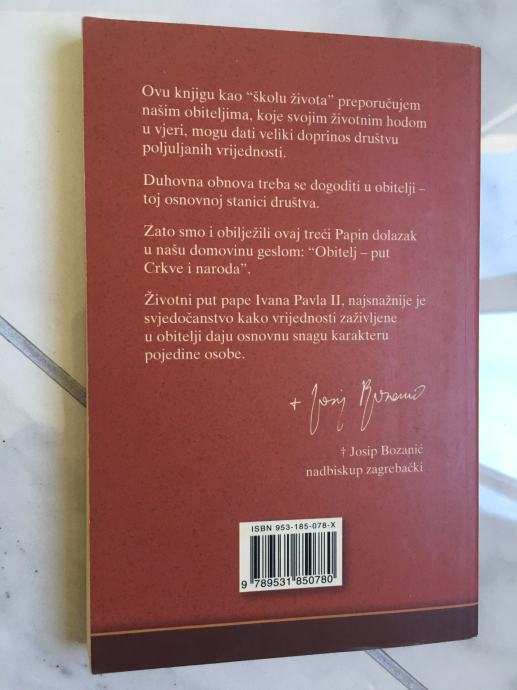 Ovu knjigu kao “školu života” preporučujem
našim obiteljima, koje svojim životnim hodom
u vjeri, mogu dati veliki doprinos društvu
poljuljanih vrijednosti.
Duhovna obnova treba se dogoditi u obitelji –
toj osnovnoj stanici društva.
Zato smo i obilježili ovaj treći Papin dolazak
u našu domovinu geslom: “Obitelj – put
Crkve i naroda”.
Životni put pape Ivana Pavla II, najsnažnije je
svjedočanstvo kako vrijednosti zaživljene
u obitelji daju osnovnu snagu karakteru
pojedine osobe.
+ Josip Bozanić
† Josip Bozanić
nadbiskup zagrebački
ISBN 953-185-078-X
9 789531 850780